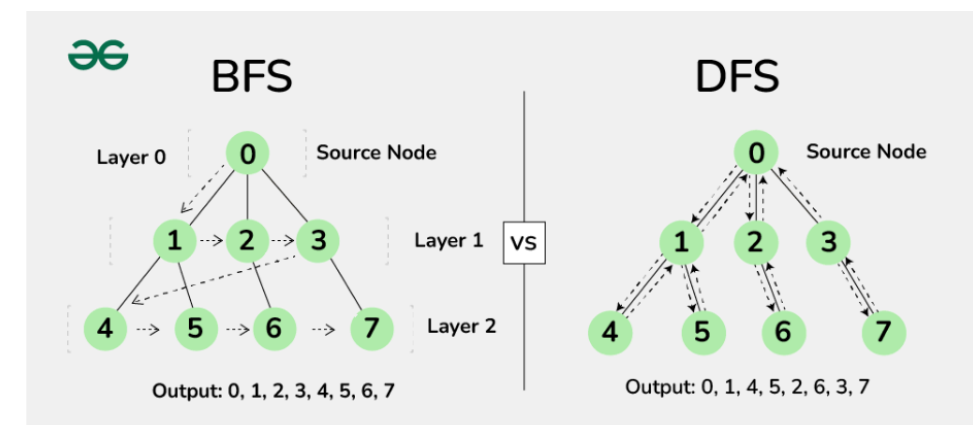 BFS
Layer 0
0
Source Node
1
2
3
Layer 1
4
5
6
7
Layer 2
Output: 0, 1, 2, 3, 4, 5, 6, 7
VS
DFS
0
Source Node
1
2
3
4
5
6
7
Output: 0, 1, 4, 5, 2, 6, 3, 7